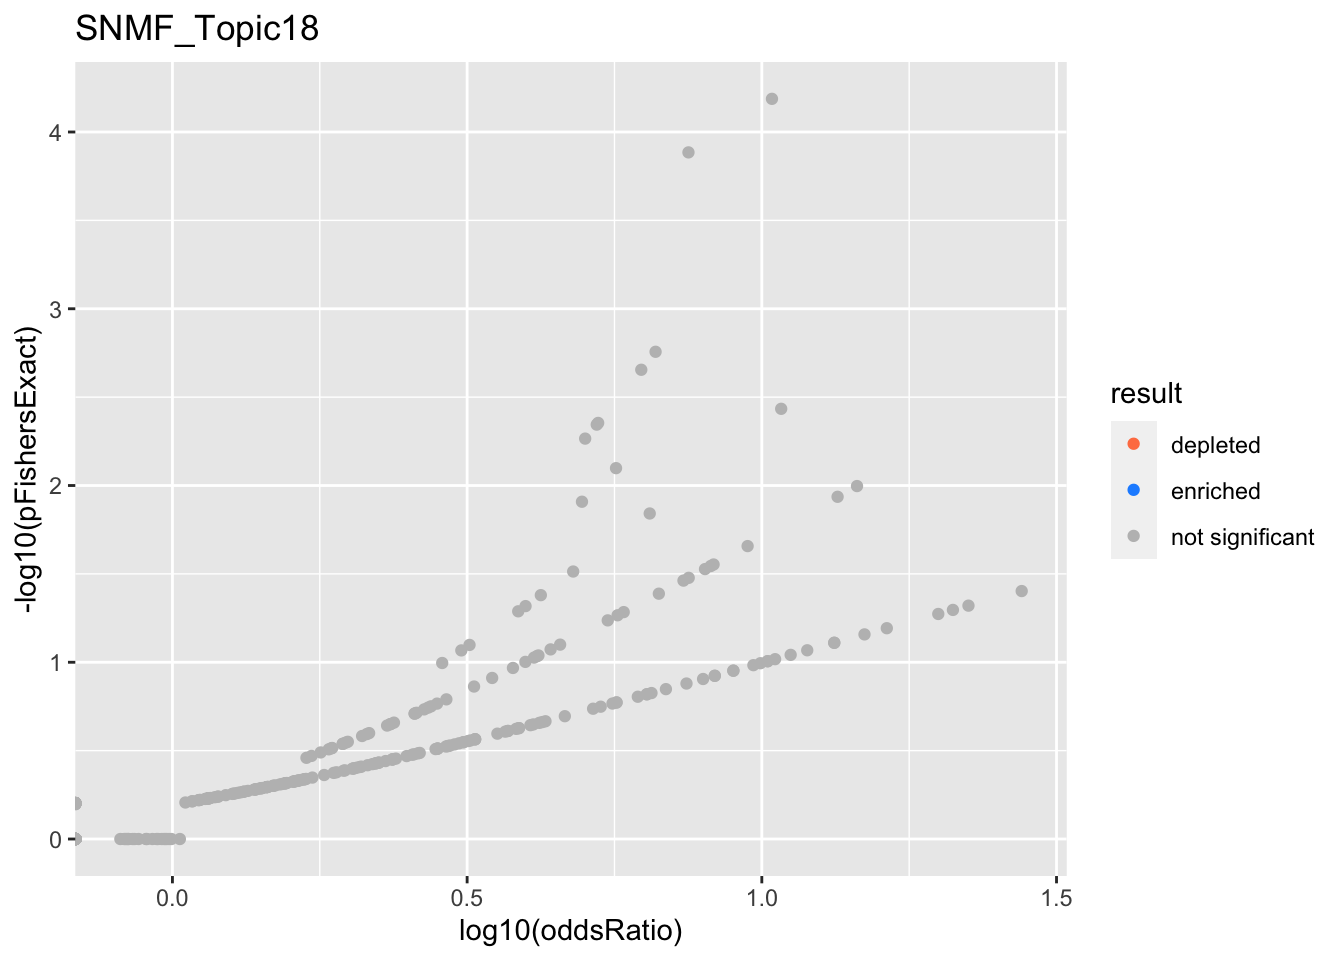 SNMF_Topic18
-log10(pFishersExact)
4
3
2
1
0
0.0 0.5 1.0 1.5
log10(oddsRatio)
result
depleted
enriched
not significant